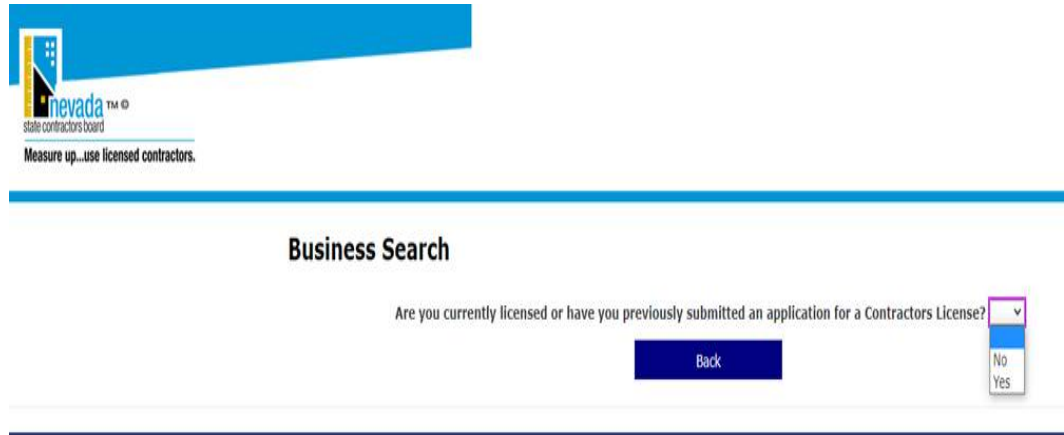 nevada ™ ©
state contractors board
Measure up...use licensed contractors.
Business Search
Are you currently licensed or have you previously submitted an application for a Contractors License?
Back
No
Yes